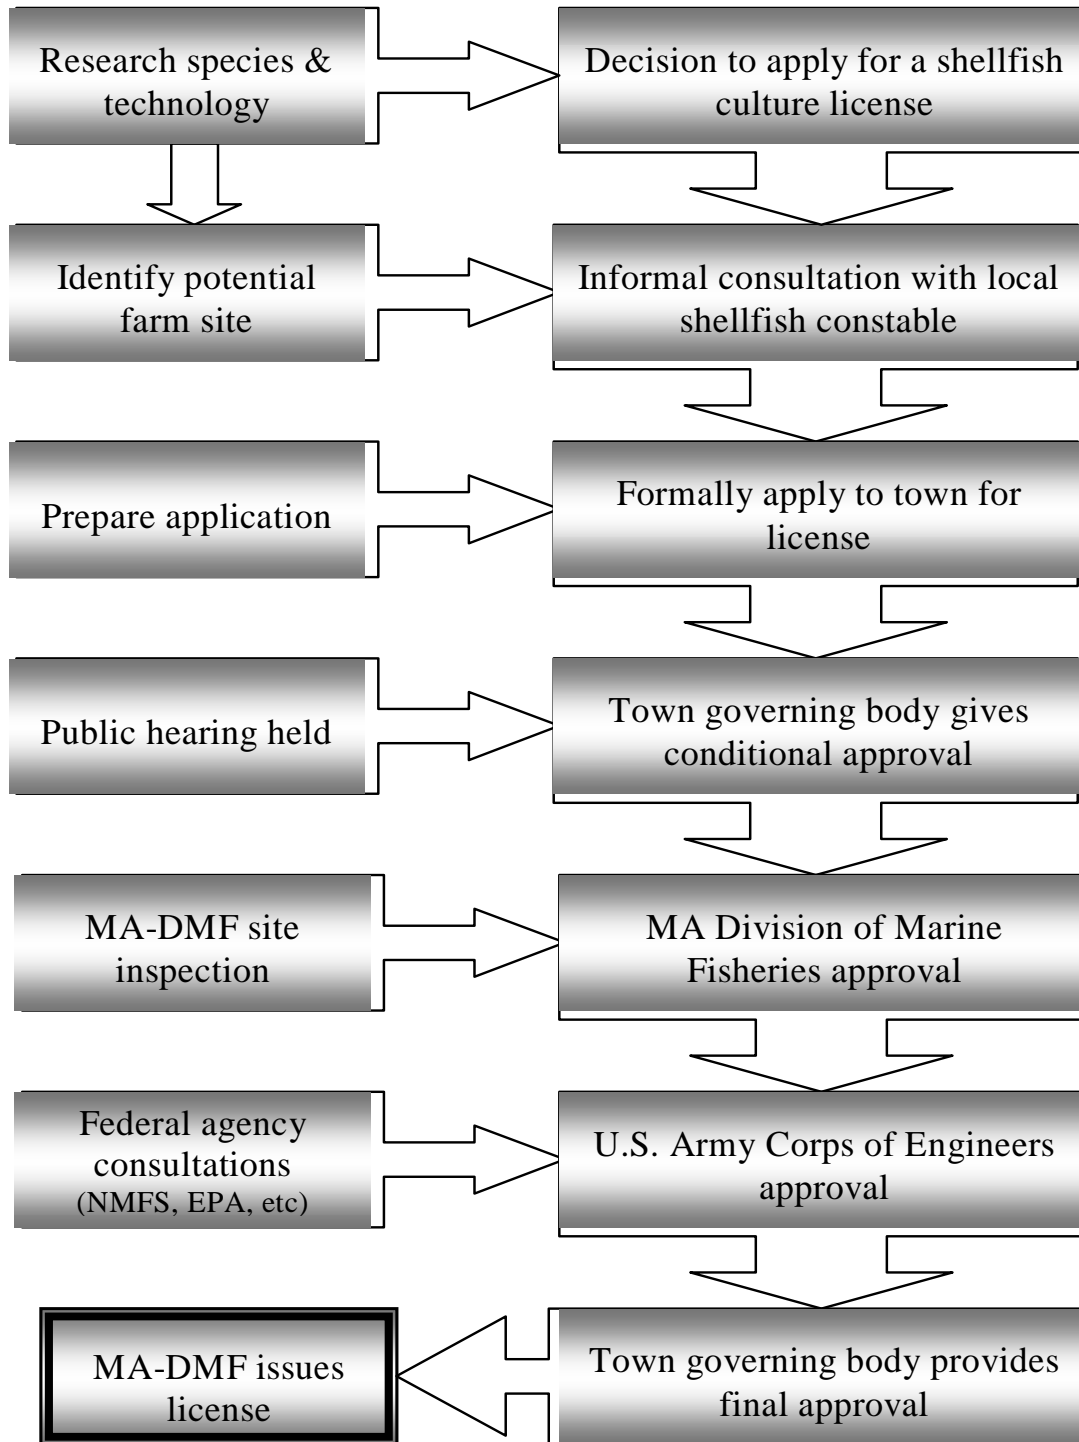 Research species &
technology
Decision to apply for a shellfish
culture license
Identify potential
farm site
Informal consultation with local
shellfish constable
Prepare application
Formally apply to town for
license
Public hearing held
Town governing body gives
conditional approval
MA-DMF site
inspection
MA Division of Marine
Fisheries approval
Federal agency
consultations
(NMFS, EPA, etc)
U.S. Army Corps of Engineers
approval
MA-DMF issues
license
Town governing body provides
final approval